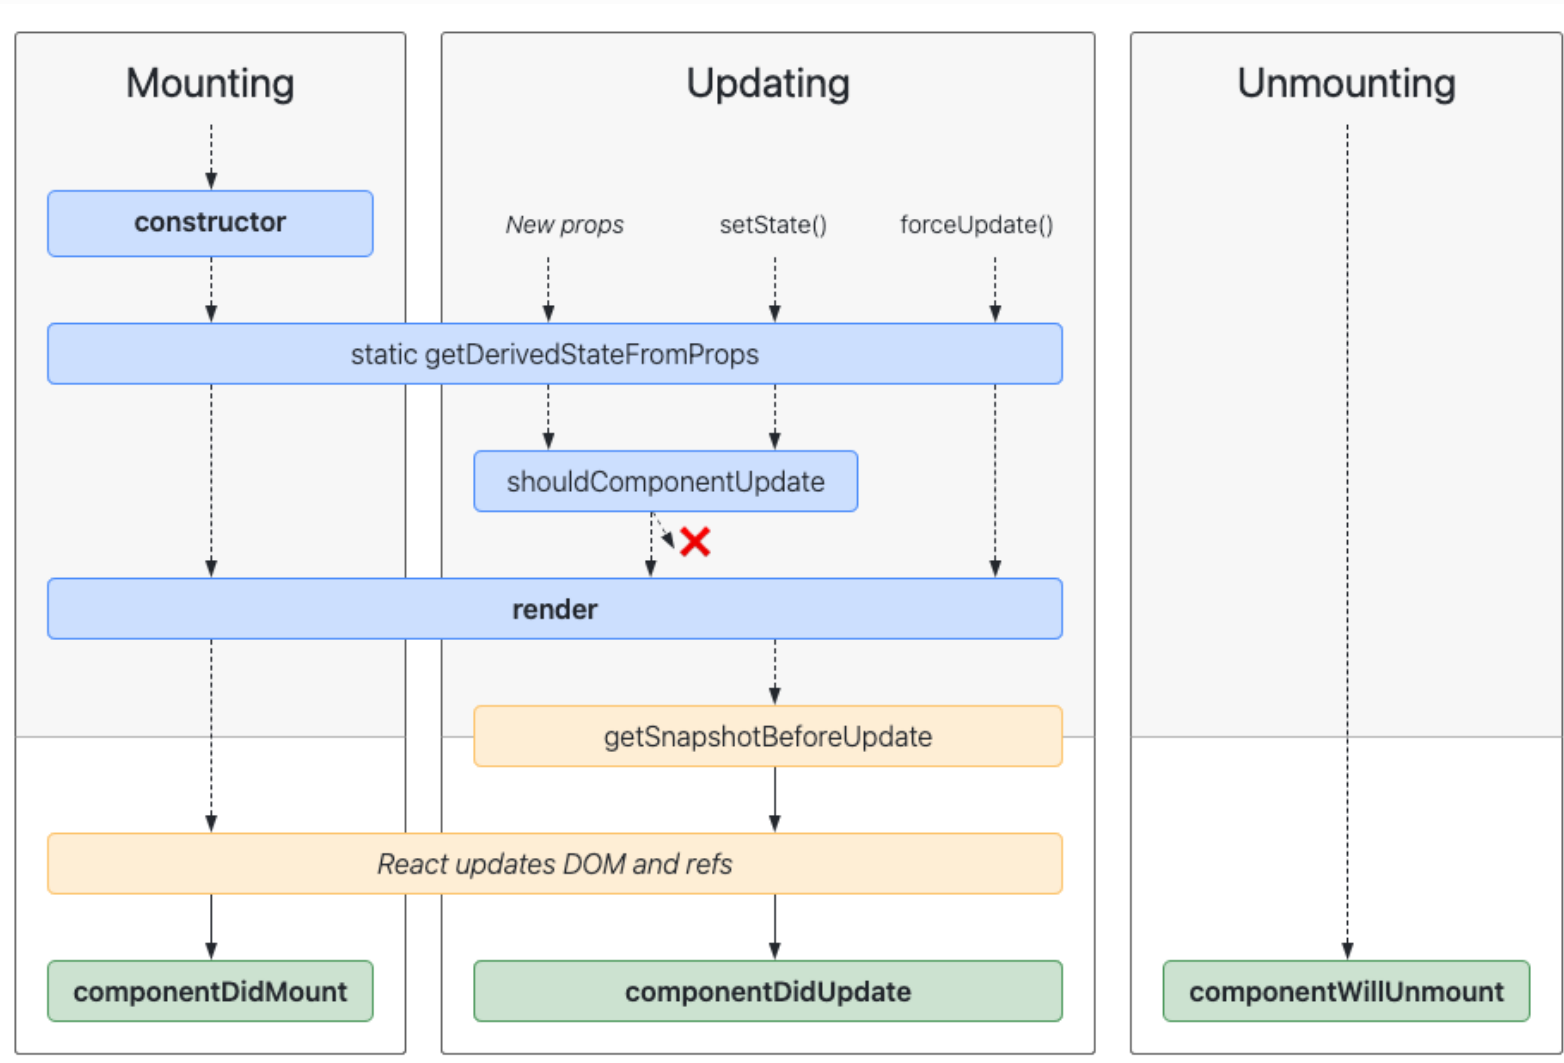 Mounting
Updating
Unmounting
constructor
New props
setState()
forceUpdate()
static getDerivedStateFromProps
shouldComponentUpdate
render
getSnapshotBeforeUpdate
React updates DOM and refs
componentDidMount
componentDidUpdate
componentWillUnmount